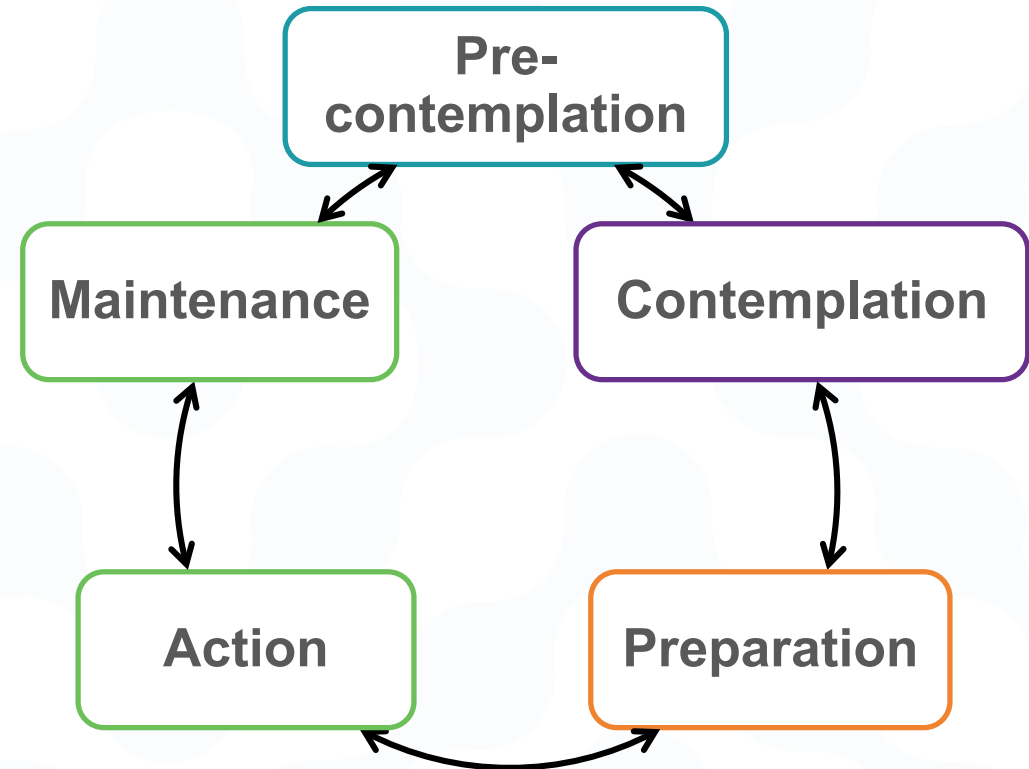 Pre-
contemplation
Maintenance
Contemplation
Action
Preparation